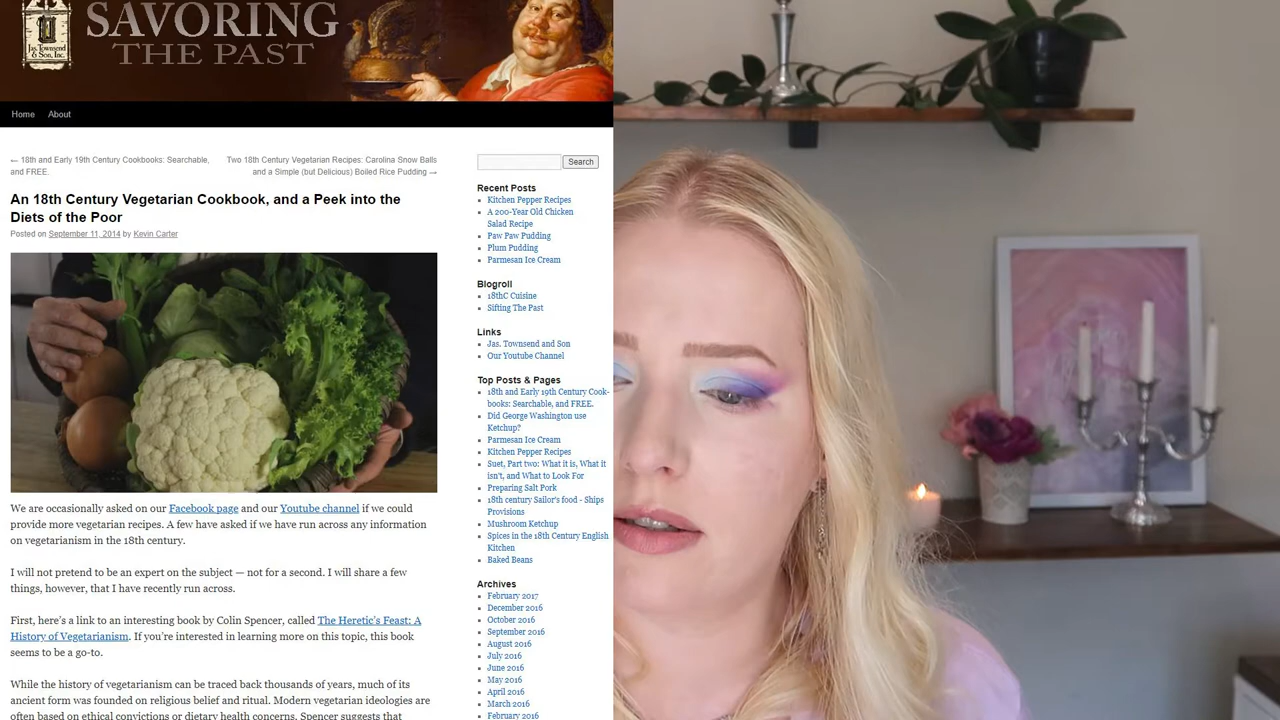 SAVORING
THE PAST
Jas. Townsend
& Son, Inc.
Home About
← 18th and Early 19th Century Cookbooks: Searchable,
and FREE.
Two 18th Century Vegetarian Recipes: Carolina Snow Balls
and a Simple (but Delicious) Boiled Rice Pudding →
An 18th Century Vegetarian Cookbook, and a Peek into the
Diets of the Poor
Posted on September 11, 2014 by Kevin Carter
We are occasionally asked on our Facebook page and our Youtube channel if we could
provide more vegetarian recipes. A few have asked if we have run across any information
on vegetarianism in the 18th century.
I will not pretend to be an expert on the subject — not for a second. I will share a few
things, however, that I have recently run across.
First, here's a link to an interesting book by Colin Spencer, called The Heretic's Feast: A
History of Vegetarianism. If you're interested in learning more on this topic, this book
seems to be a go-to.
While the history of vegetarianism can be traced back thousands of years, much of its
ancient form was founded on religious belief and ritual. Modern vegetarian ideologies are
often based on ethical convictions or dietary health concerns. Spencer suggests that
Search
Recent Posts
Kitchen Pepper Recipes
A 200-Year Old Chicken
Salad Recipe
Paw Paw Pudding
Plum Pudding
Parmesan Ice Cream
Blogroll
18thC Cuisine
Sifting The Past
Links
Jas. Townsend and Son
Our Youtube Channel
Top Posts & Pages
18th and Early 19th Century Cook-
books: Searchable, and FREE.
Did George Washington use
Ketchup?
Parmesan Ice Cream
Kitchen Pepper Recipes
Suet, Part two: What it is, What it
isn't, and What to Look For
Preparing Salt Pork
18th century Sailor's food - Ships
Provisions
Mushroom Ketchup
Spices in the 18th Century English
Kitchen
Baked Beans
Archives
February 2017
December 2016
October 2016
September 2016
August 2016
July 2016
June 2016
May 2016
April 2016
March 2016
February 2016